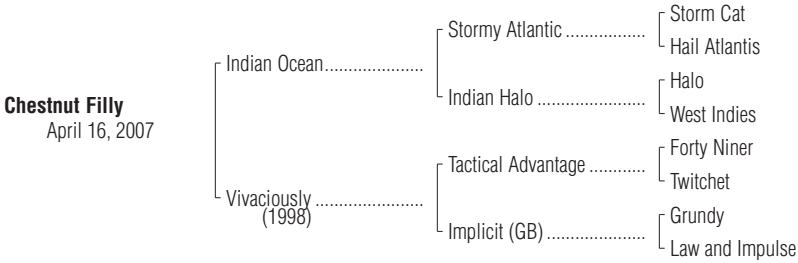 Storm Cat
Stormy Atlantic ..................
Hail Atlantis
Indian Ocean......................
Halo
Indian Halo ........................
West Indies
Chestnut Filly
April 16, 2007
Forty Niner
Tactical Advantage ............
Twitchet
Vivaciously ........................
(1998)
Grundy
Implicit (GB) ......................
Law and Impulse